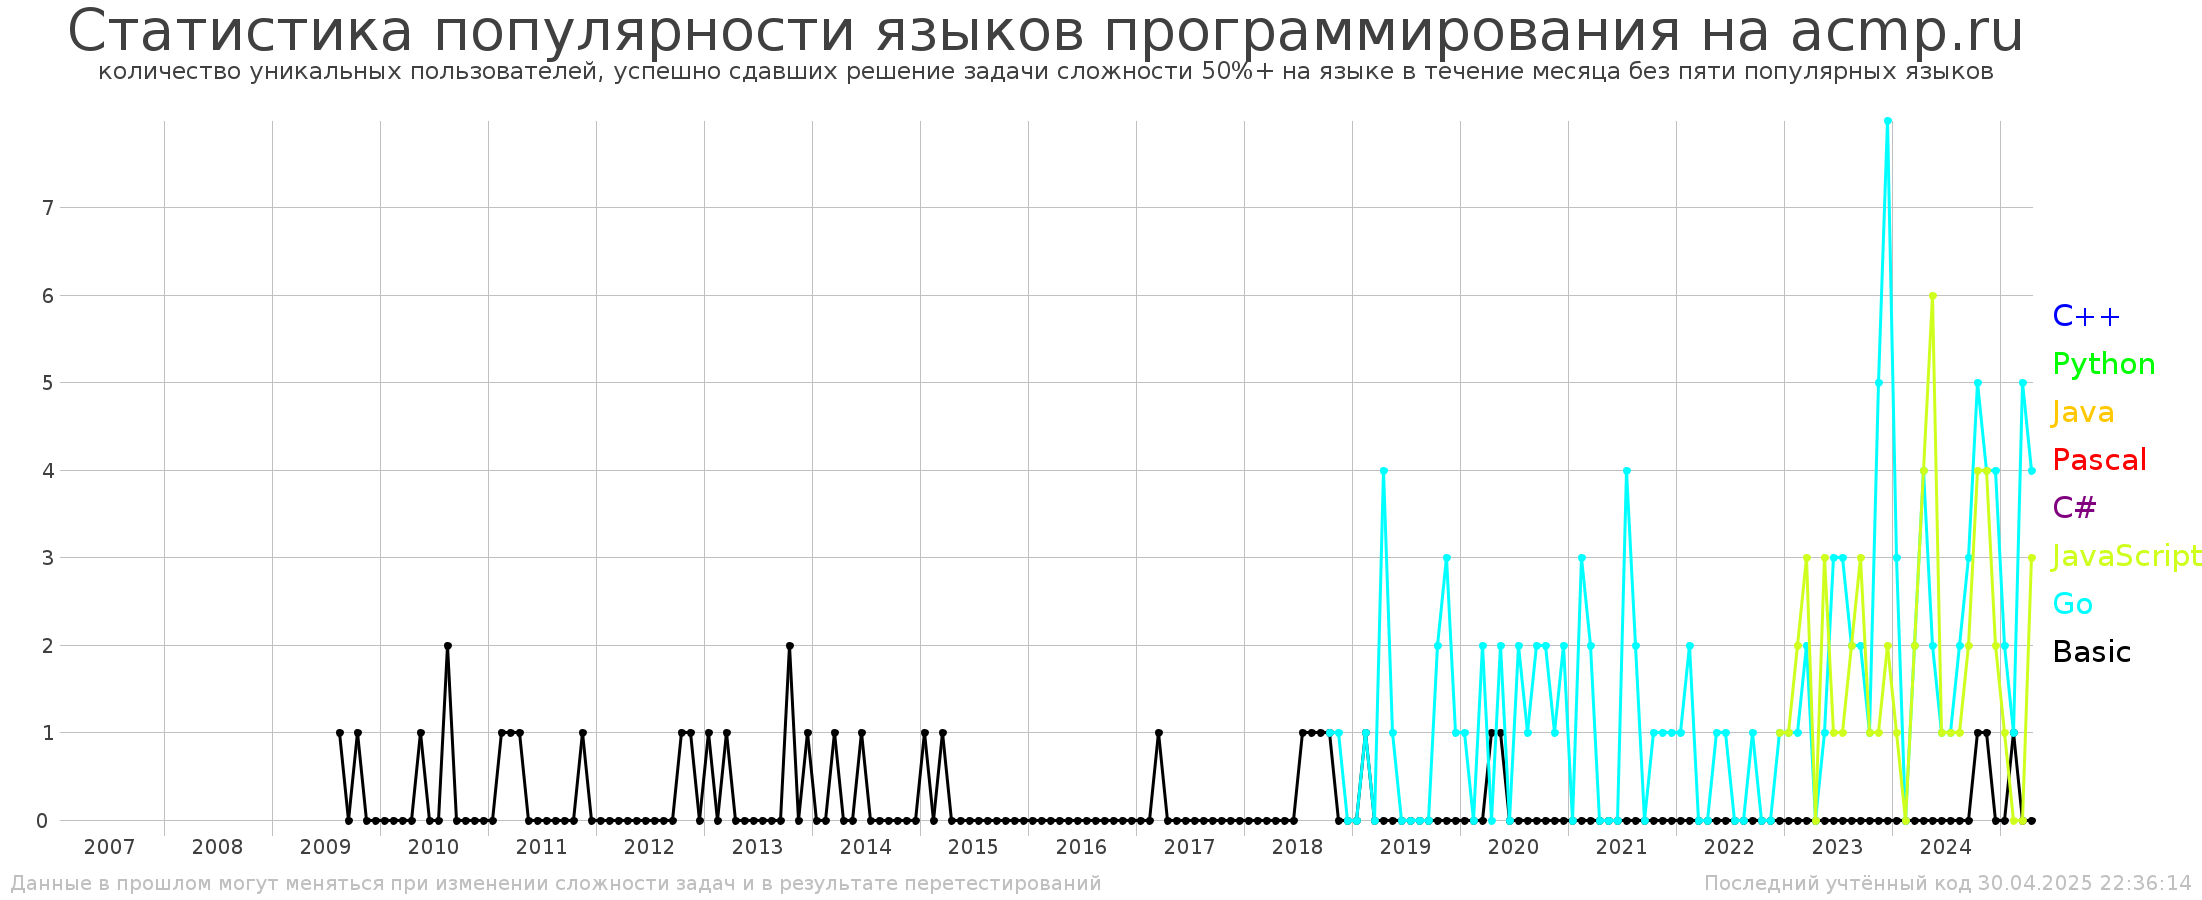 Статистика популярности языков программирования на acmp.ru
количество уникальных пользователей, успешно сдавших решение задачи сложности 50%+ на языке в течение месяца без пяти популярных языков
7
6
5
4
3
2
1
0
C++
Python
Java
Pascal
C#
JavaScript
Go
Basic
2007 2008 2009 2010 2011 2012 2013 2014 2015 2016 2017 2018 2019 2020 2021 2022 2023 2024
Данные в прошлом могут меняться при изменении сложности задач и в результате перетестирований
Последний учтённый код 30.04.2025 22:36:14